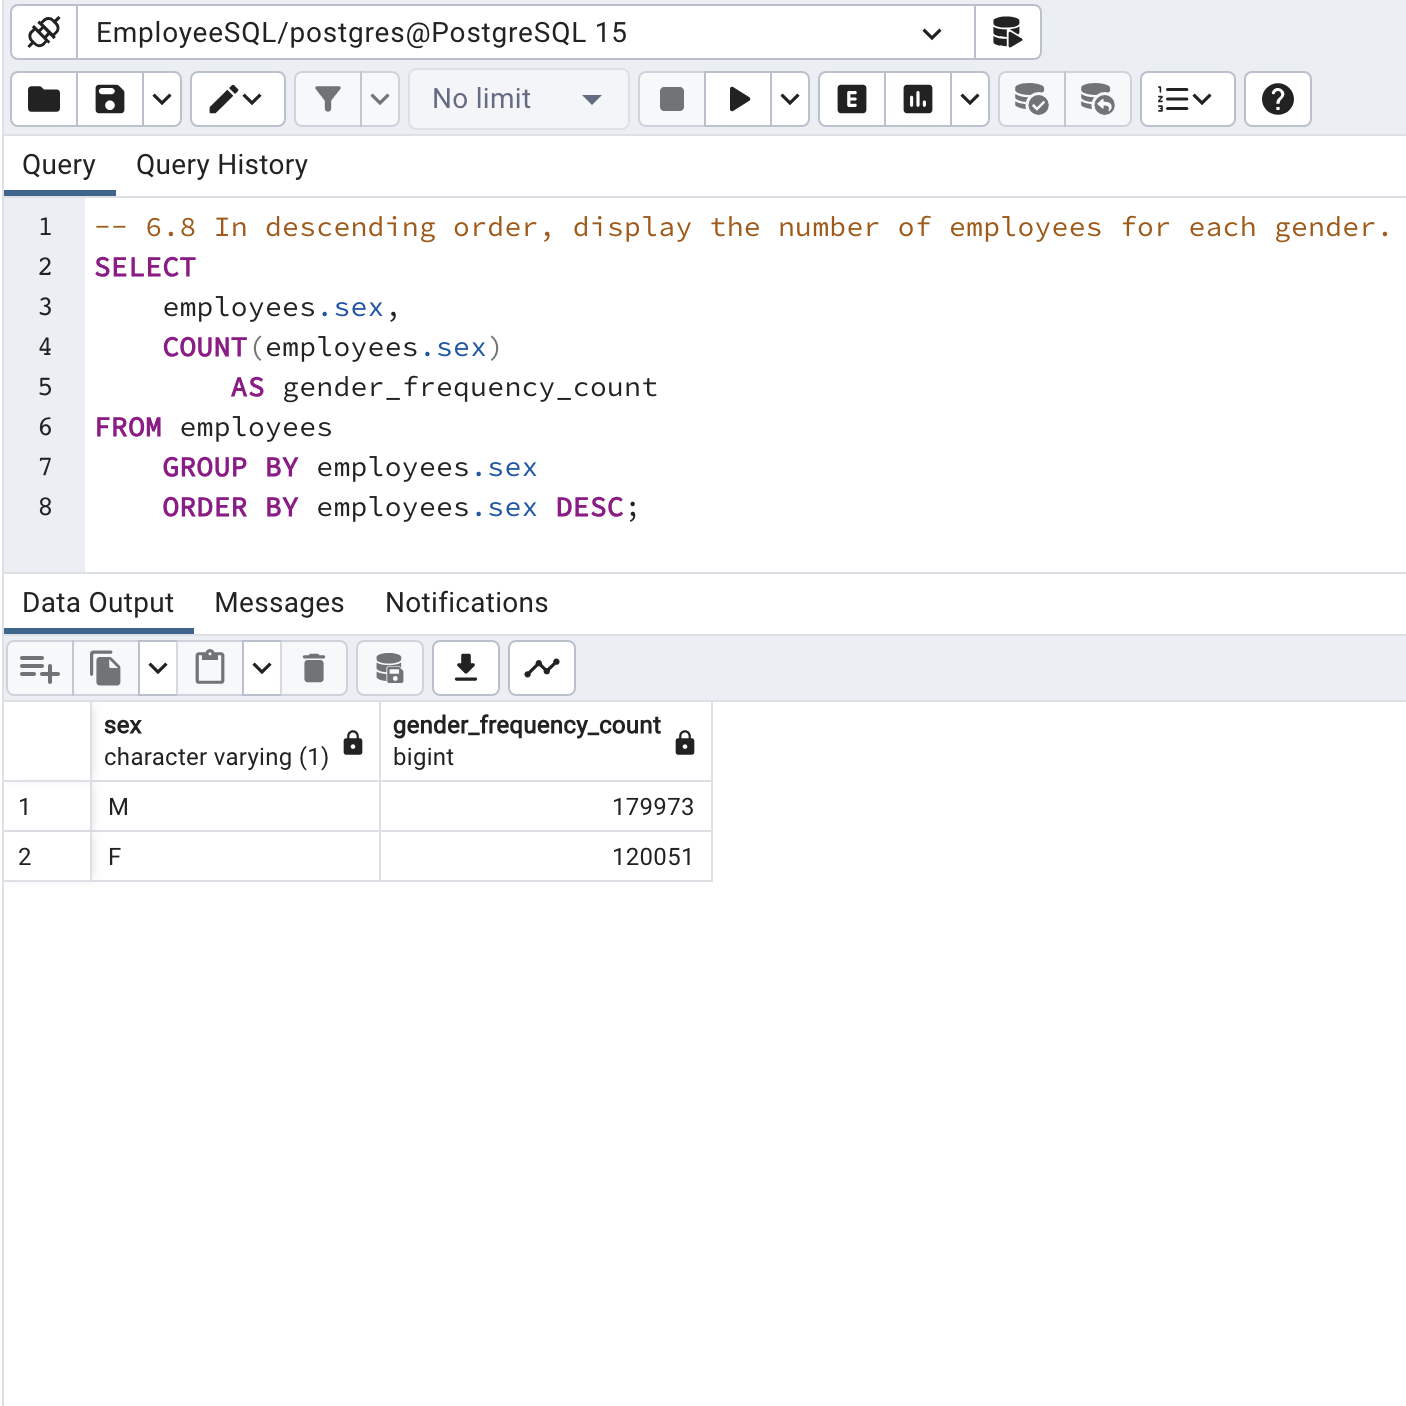 EmployeeSQL/postgres@PostgreSQL 15
No limit
E
Query Query History
1 -- 6.8 In descending order, display the number of employees for each gender.
2 SELECT
3 employees.sex,
4 COUNT(employees.sex)
5 AS gender_frequency_count
6 FROM employees
7 GROUP BY employees.sex
8 ORDER BY employees.sex DESC;
Data Output Messages Notifications
sex gender_frequency_count
character varying (1) bigint
1 M 179973
2 F 120051